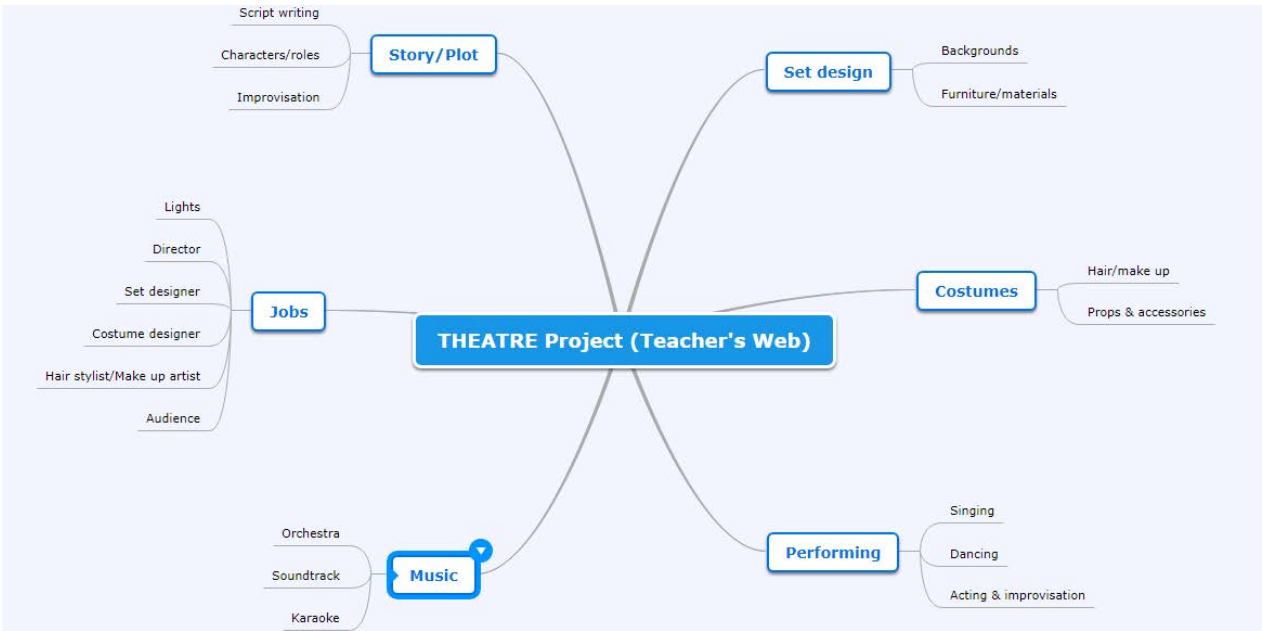 THEATRE Project (Teacher's Web)
Story/Plot
Script writing
Characters/roles
Improvisation
Jobs
Lights
Director
Set designer
Costume designer
Hair stylist/Make up artist
Audience
Music
Orchestra
Soundtrack
Karaoke
Set design
Backgrounds
Furniture/materials
Costumes
Hair/make up
Props & accessories
Performing
Singing
Dancing
Acting & improvisation